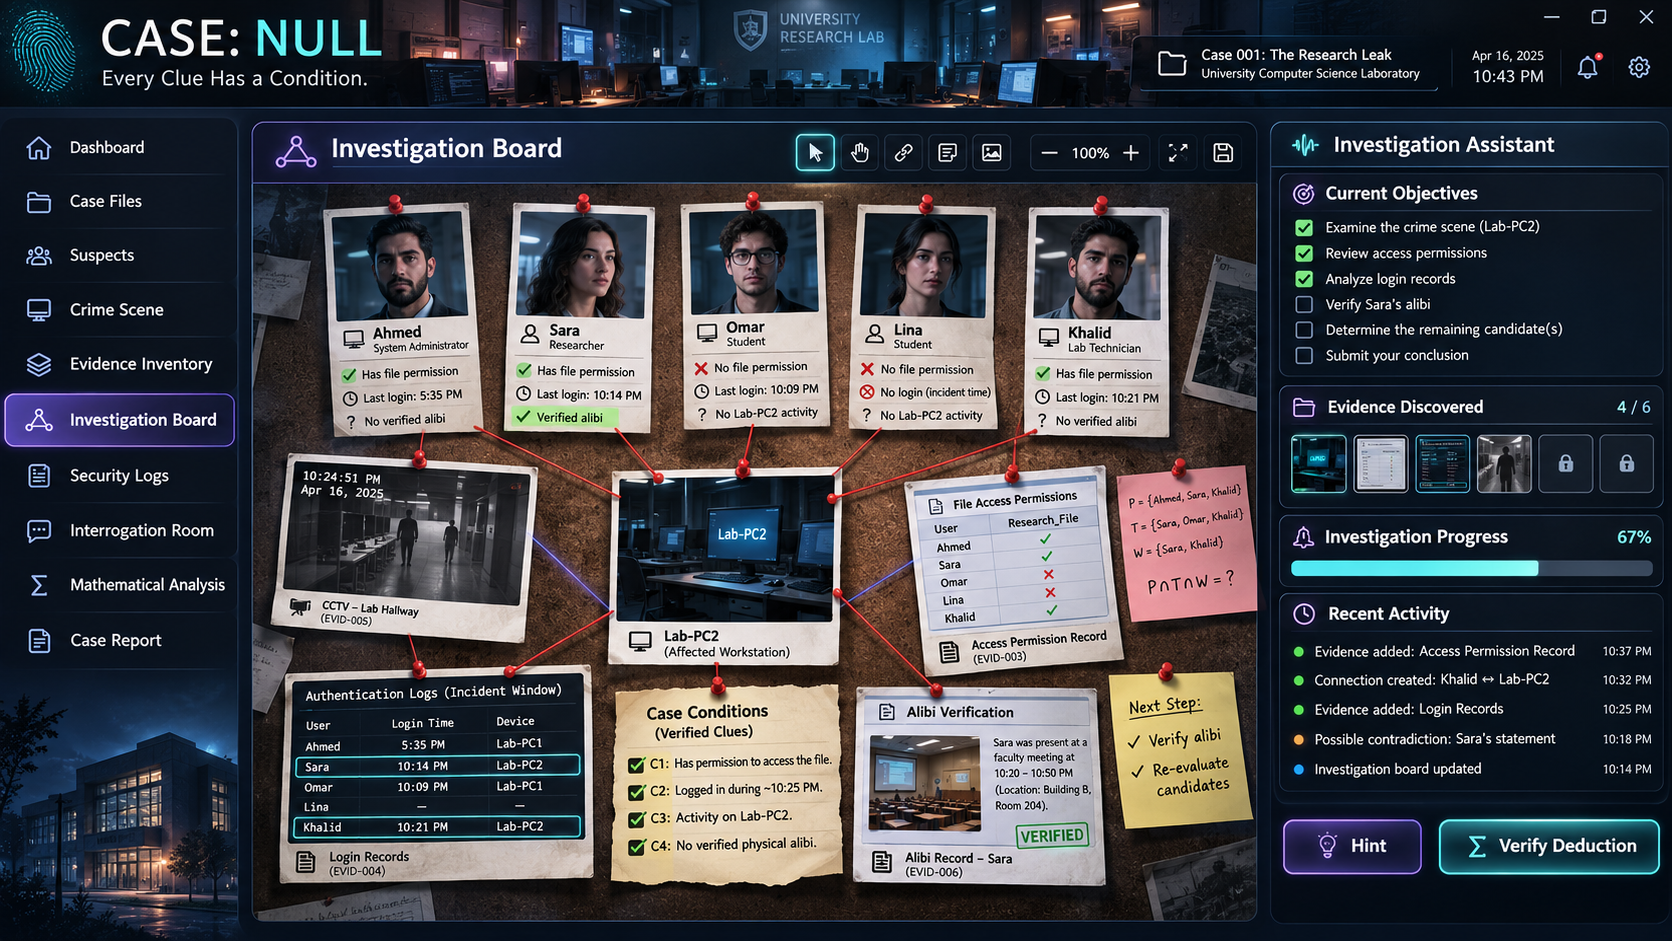 CASE: NULL
Every Clue Has a Condition.
UNIVERSITY
RESEARCH LAB
Case 001: The Research Leak
University Computer Science Laboratory
Apr 16, 2025
10:43 PM
Dashboard
Case Files
Suspects
Crime Scene
Evidence Inventory
Investigation Board
Security Logs
Interrogation Room
Mathematical Analysis
Case Report
Investigation Board
100%
Ahmed
System Administrator
Has file permission
Last login: 5:35 PM
? No verified alibi
Sara
Researcher
Has file permission
Last login: 10:14 PM
Verified alibi
Omar
Student
No file permission
Last login: 10:09 PM
? No Lab-PC2 activity
Lina
Student
No file permission
No login (incident time)
? No Lab-PC2 activity
Khalid
Lab Technician
Has file permission
Last login: 10:21 PM
? No verified alibi
10:24:51 PM
Apr 16, 2025
CCTV – Lab Hallway
(EVID-005)
Lab-PC2
Lab-PC2
(Affected Workstation)
File Access Permissions
User Research_File
Ahmed ✓
Sara ✓
Omar ✗
Lina ✗
Khalid ✓
Access Permission Record
(EVID-003)
P = {Ahmed, Sara, Khalid}
T = {Sara, Omar, Khalid}
W = {Sara, Khalid}
P∩T∩W = ?
Authentication Logs (Incident Window)
User Login Time Device
Ahmed 5:35 PM Lab-PC1
Sara 10:14 PM Lab-PC2
Omar 10:09 PM Lab-PC1
Lina — —
Khalid 10:21 PM Lab-PC2
Login Records
(EVID-004)
Case Conditions
(Verified Clues)
C1: Has permission to access the file.
C2: Logged in during ~10:25 PM.
C3: Activity on Lab-PC2.
C4: No verified physical alibi.
Alibi Verification
Sara was present at a
faculty meeting at
10:20 – 10:50 PM
(Location: Building B,
Room 204).
VERIFIED
Alibi Record – Sara
(EVID-006)
Next Step:
✓ Verify alibi
✓ Re-evaluate
candidates
Investigation Assistant
Current Objectives
Examine the crime scene (Lab-PC2)
Review access permissions
Analyze login records
Verify Sara's alibi
Determine the remaining candidate(s)
Submit your conclusion
Evidence Discovered 4 / 6
Investigation Progress 67%
Recent Activity
Evidence added: Access Permission Record 10:37 PM
Connection created: Khalid ↔ Lab-PC2 10:32 PM
Evidence added: Login Records 10:25 PM
Possible contradiction: Sara's statement 10:18 PM
Investigation board updated 10:14 PM
Hint
Σ Verify Deduction